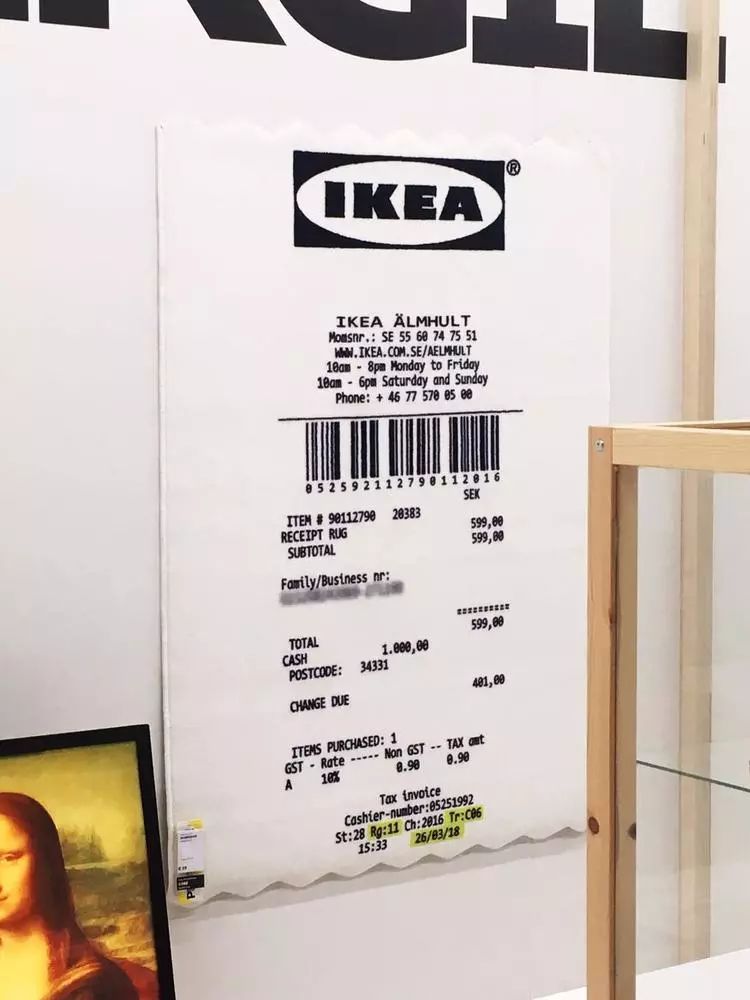 IKEA®
IKEA ÄLMHULT
Momsnr.: SE 55 60 74 75 51
WWW.IKEA.COM.SE/AELMHULT
10am - 8pm Monday to Friday
10am - 6pm Saturday and Sunday
Phone: + 46 77 570 05 00
0525921127901112016
SEK
ITEM # 90112790 20383
RECEIPT RUG 599,00
SUBTOTAL 599,00
Family/Business nr:
==========
TOTAL 599,00
CASH 1.000,00
POSTCODE: 34331
CHANGE DUE 401,00
ITEMS PURCHASED: 1
GST - Rate ----- Non GST -- TAX amt
A 10% 0.90 0.90
Tax invoice
Cashier-number:05251992
St:28 Rg:11 Ch:2016 Tr:C06
15:33 26/03/18